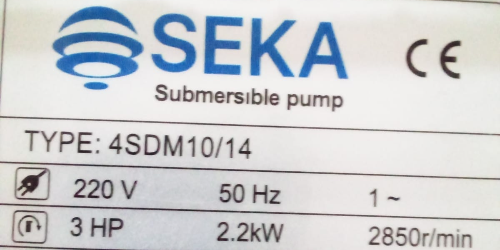 SEKA CE
Submersible pump
TYPE: 4SDM10/14
220 V 50 Hz 1 ~
3 HP 2.2kW 2850r/min